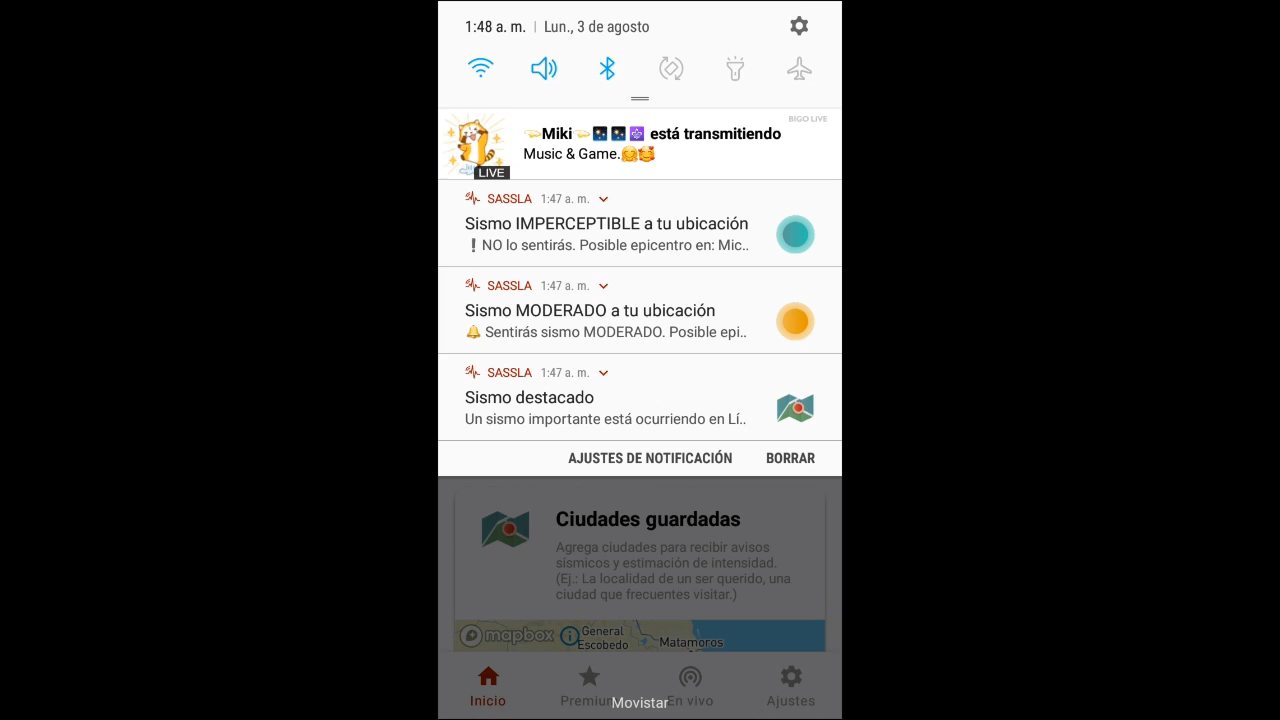 1:48 a. m. | Lun., 3 de agosto
BIGO LIVE
Miki está transmitiendo
Music & Game.
LIVE
SASSLA 1:47 a. m.
Sismo IMPERCEPTIBLE a tu ubicación
❗ NO lo sentirás. Posible epicentro en: Mic..
SASSLA 1:47 a. m.
Sismo MODERADO a tu ubicación
🔔 Sentirás sismo MODERADO. Posible epi..
SASSLA 1:47 a. m.
Sismo destacado
Un sismo importante está ocurriendo en Lí..
AJUSTES DE NOTIFICACIÓN BORRAR
Ciudades guardadas
Agrega ciudades para recibir avisos
sísmicos y estimación de intensidad.
(Ej.: La localidad de un ser querido, una
ciudad que frecuentes visitar.)
mapbox
General
Escobedo
Matamoros
Inicio Premium En vivo Ajustes
Movistar